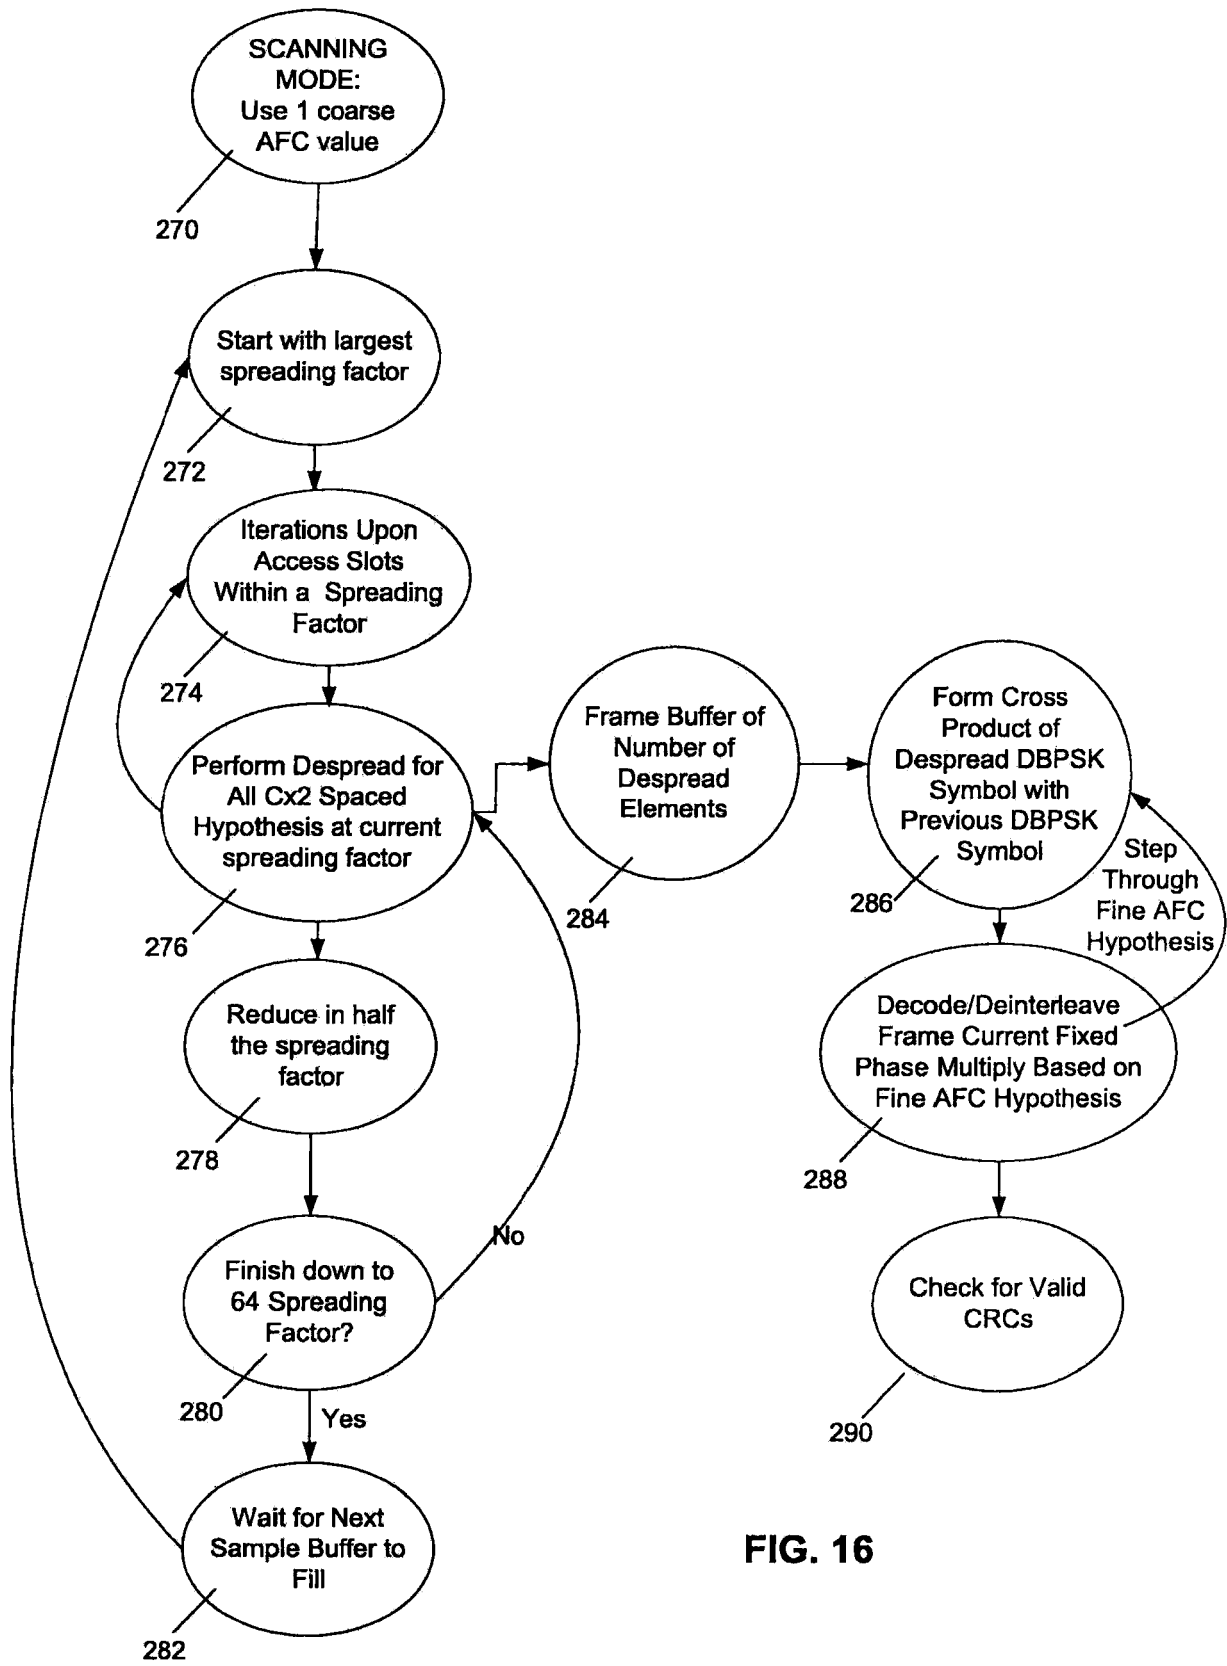 SCANNING
MODE:
Use 1 coarse
AFC value
270
Start with largest
spreading factor
272
Iterations Upon
Access Slots
Within a Spreading
Factor
274
Perform Despread for
All Cx2 Spaced
Hypothesis at current
spreading factor
276
Frame Buffer of
Number of
Despread
Elements
284
Form Cross
Product of
Despread DBPSK
Symbol with
Previous DBPSK
Symbol
286
Step
Through
Fine AFC
Hypothesis
Reduce in half
the spreading
factor
278
Decode/Deinterleave
Frame Current Fixed
Phase Multiply Based on
Fine AFC Hypothesis
288
No
Finish down to
64 Spreading
Factor?
280
Yes
Check for Valid
CRCs
290
Wait for Next
Sample Buffer to
Fill
282
FIG. 16